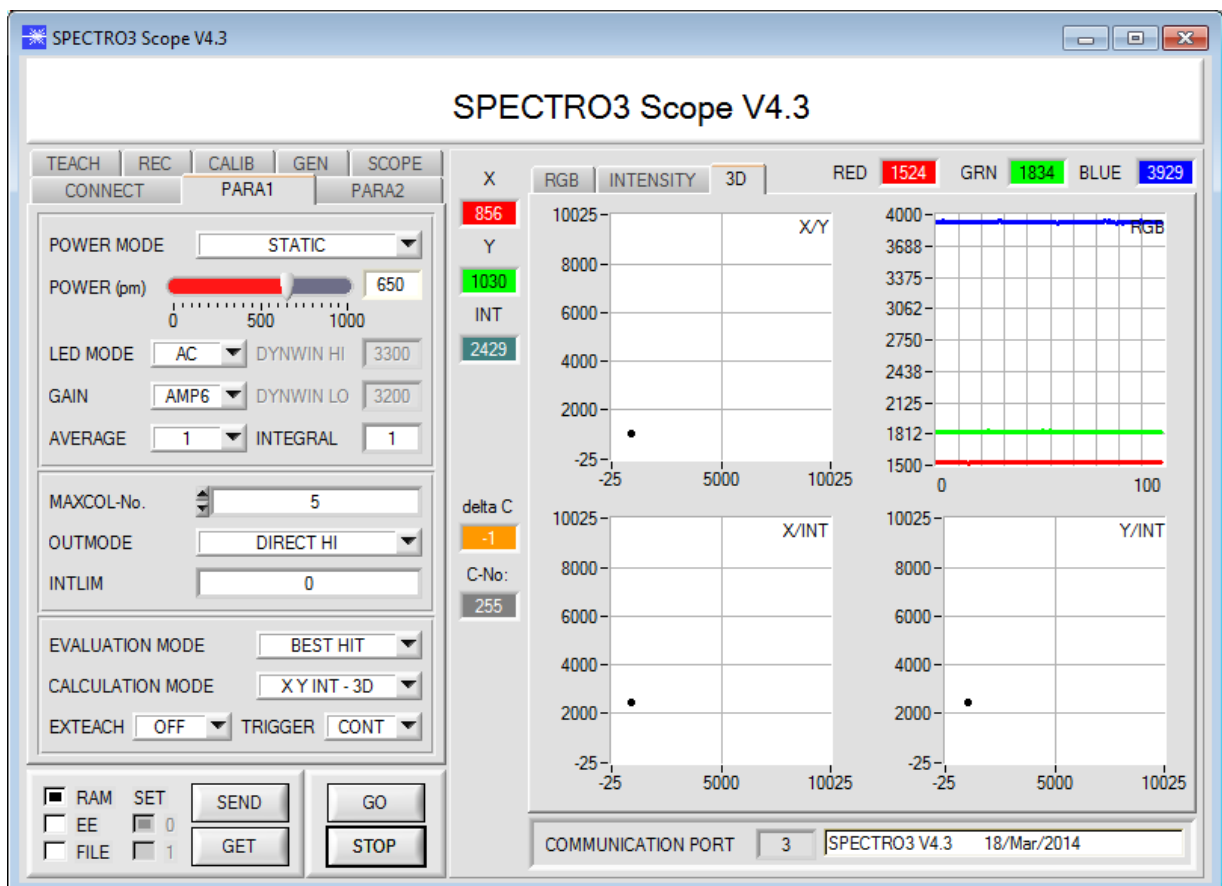 SPECTRO3 Scope V4.3
SPECTRO3 Scope V4.3
TEACH REC CALIB GEN SCOPE
CONNECT PARA1 PARA2
POWER MODE STATIC
POWER (pm) 650
0 500 1000
LED MODE AC DYNWIN HI 3300
GAIN AMP6 DYNWIN LO 3200
AVERAGE 1 INTEGRAL 1
MAXCOL-No. 5
OUTMODE DIRECT HI
INTLIM 0
EVALUATION MODE BEST HIT
CALCULATION MODE X Y INT - 3D
EXTEACH OFF TRIGGER CONT
RAM SET
EE 0
FILE 1
SEND
GET
GO
STOP
X
856
Y
1030
INT
2429
delta C
-1
C-No:
255
RGB INTENSITY 3D
RED 1524 GRN 1834 BLUE 3929
X/Y
10025
8000
6000
4000
2000
-25
-25 5000 10025
RGB
4000
3688
3375
3062
2750
2438
2125
1812
1500
0 100
X/INT
10025
8000
6000
4000
2000
-25
-25 5000 10025
Y/INT
10025
8000
6000
4000
2000
-25
-25 5000 10025
COMMUNICATION PORT 3 SPECTRO3 V4.3 18/Mar/2014